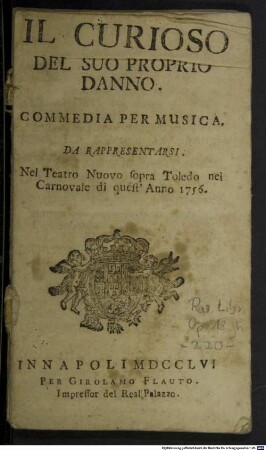 IL CURIOSO
DEL SUO PROPRIO
DANNO.
COMMEDIA PER MUSICA.
DA RAPPRESENTARSI.
Nel Teatro Nuovo sopra Toledo nel
Carnovale di quest' Anno 1756.
IN NAPOLI MDCCLVI
PER GIROLAMO FLAUTO.
Impressor del Real Palazzo.